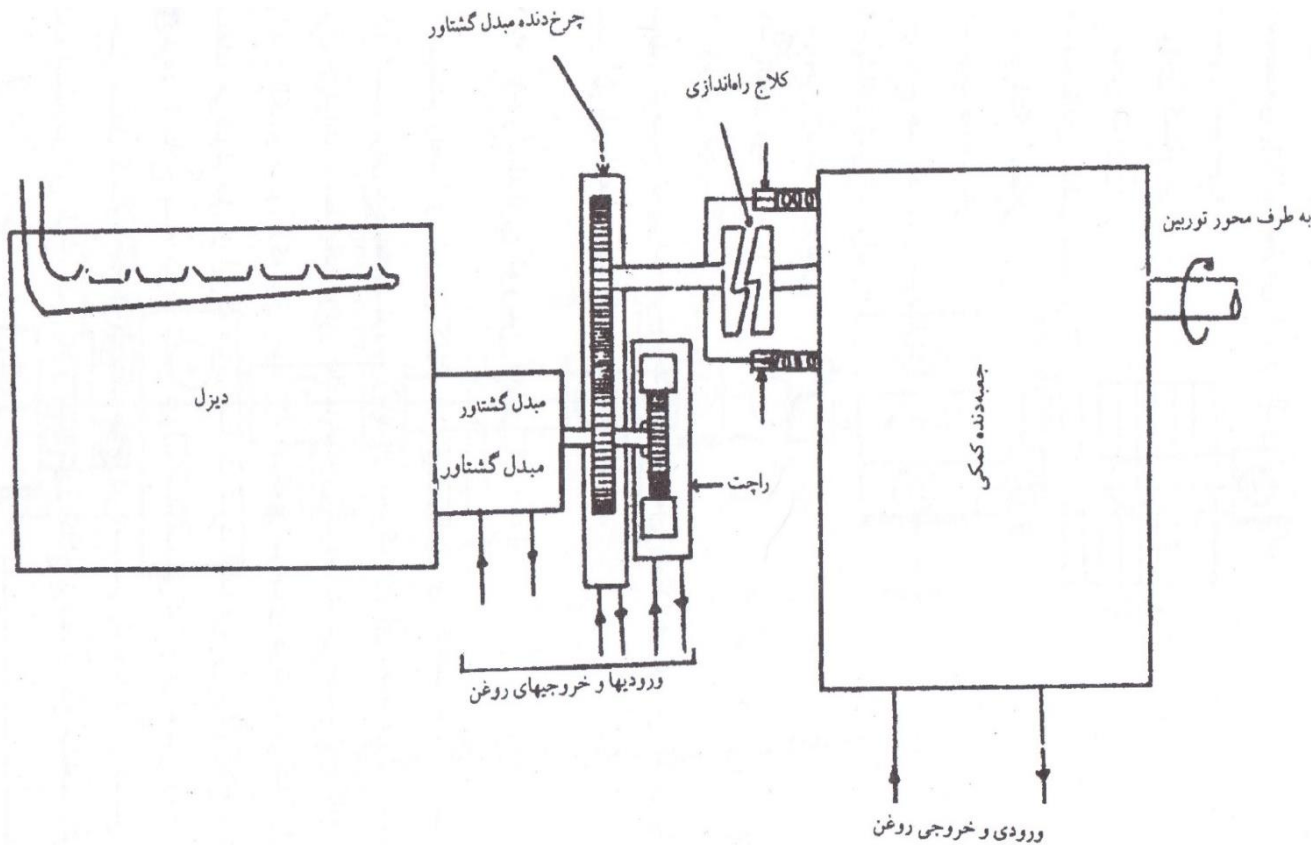 چرخ‌دنده مبدل گشتاور
کلاج راه‌اندازی
به طرف محور توربین
دیزل
مبدل گشتاور
مبدل گشتاور
راچت
جعبه‌دنده کمکی
ورودیها و خروجیهای روغن
ورودی و خروجی روغن